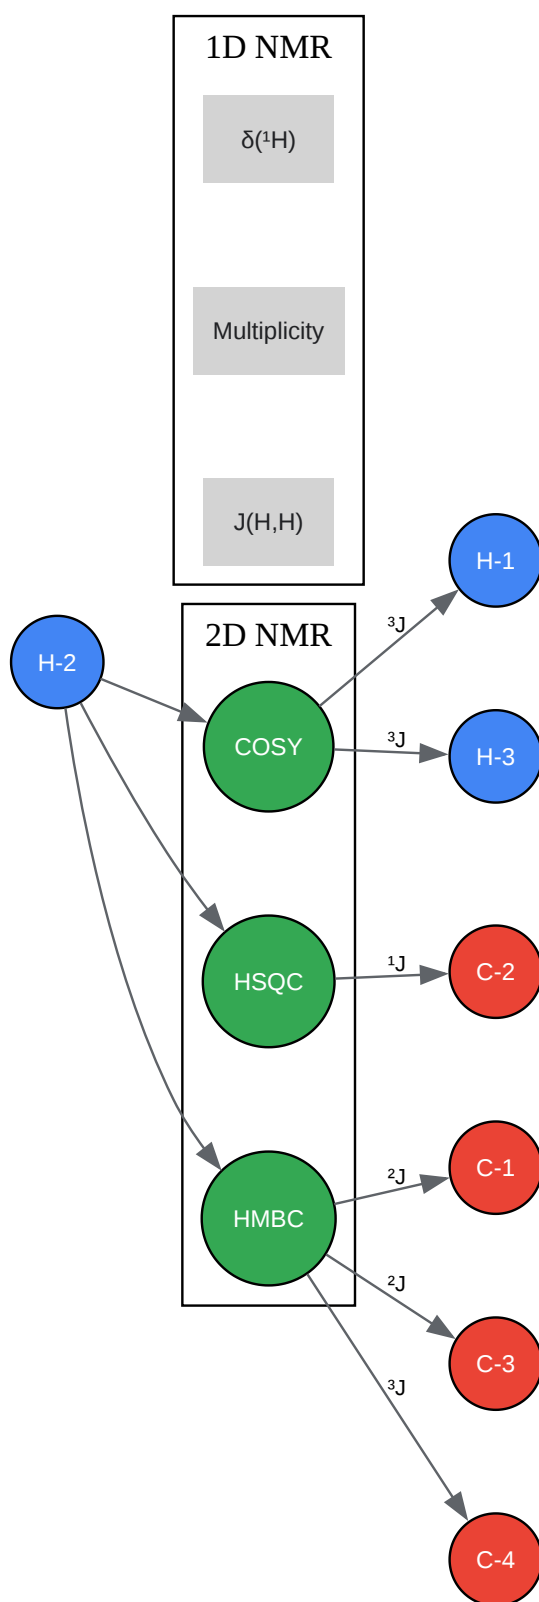 1D NMR
δ(¹H)
Multiplicity
J(H,H)
H-1
³J
2D NMR
H-2
COSY
³J
H-3
HSQC
¹J
C-2
HMBC
²J
C-1
²J
C-3
³J
C-4